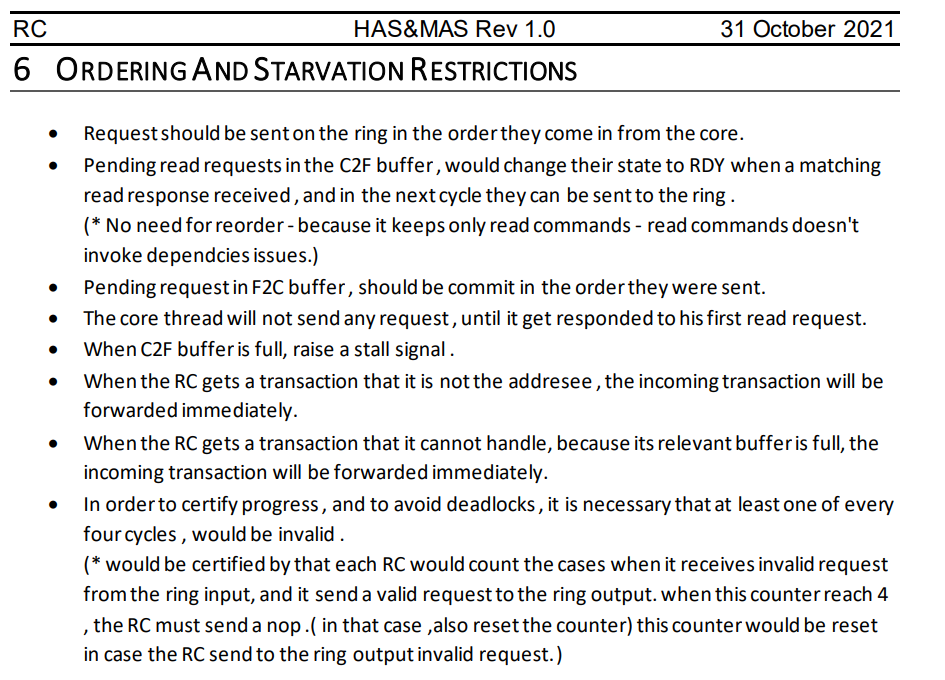 RC HAS&MAS Rev 1.0 31 October 2021
6 ORDERING AND STARVATION RESTRICTIONS
• Request should be sent on the ring in the order they come in from the core.
• Pending read requests in the C2F buffer, would change their state to RDY when a matching
read response received, and in the next cycle they can be sent to the ring .
(* No need for reorder - because it keeps only read commands - read commands doesn't
invoke dependcies issues.)
• Pending request in F2C buffer, should be commit in the order they were sent.
• The core thread will not send any request, until it get responded to his first read request.
• When C2F buffer is full, raise a stall signal .
• When the RC gets a transaction that it is not the addresee , the incoming transaction will be
forwarded immediately.
• When the RC gets a transaction that it cannot handle, because its relevant buffer is full, the
incoming transaction will be forwarded immediately.
• In order to certify progress, and to avoid deadlocks, it is necessary that at least one of every
four cycles , would be invalid .
(* would be certified by that each RC would count the cases when it receives invalid request
from the ring input, and it send a valid request to the ring output. when this counter reach 4
, the RC must send a nop .( in that case ,also reset the counter) this counter would be reset
in case the RC send to the ring output invalid request.)